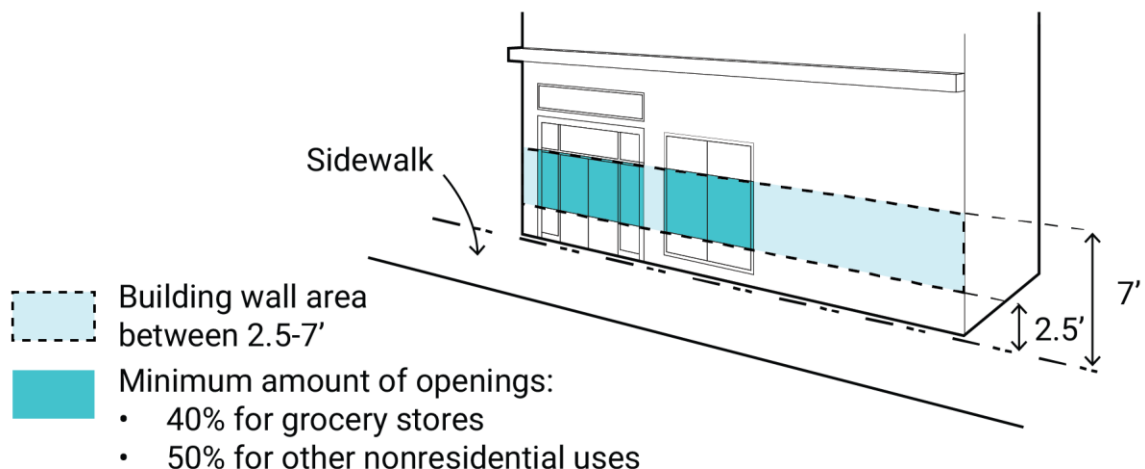 Sidewalk
7’
2.5’
Building wall area
between 2.5-7’
Minimum amount of openings:
• 40% for grocery stores
• 50% for other nonresidential uses